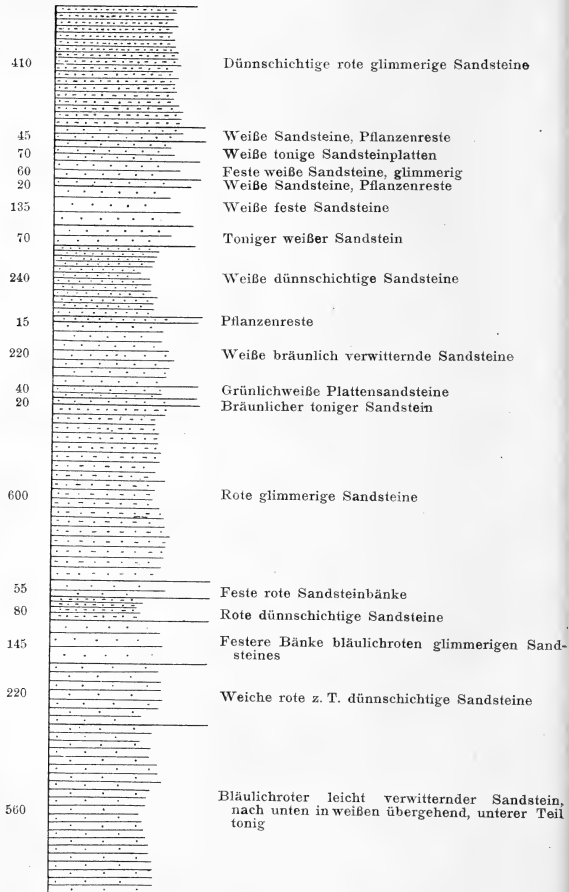 410 Dünnschichtige rote glimmerige Sandsteine
45 Weiße Sandsteine, Pflanzenreste
70 Weiße tonige Sandsteinplatten
60 Feste weiße Sandsteine, glimmerig
20 Weiße Sandsteine, Pflanzenreste
135 Weiße feste Sandsteine
70 Toniger weißer Sandstein
240 Weiße dünnschichtige Sandsteine
15 Pflanzenreste
220 Weiße bräunlich verwitternde Sandsteine
40 Grünlichweiße Plattensandsteine
20 Bräunlicher toniger Sandstein
600 Rote glimmerige Sandsteine
55 Feste rote Sandsteinbänke
80 Rote dünnschichtige Sandsteine
145 Festere Bänke bläulichroten glimmerigen Sand-
steines
220 Weiche rote z. T. dünnschichtige Sandsteine
560 Bläulichroter leicht verwitternder Sandstein,
nach unten in weißen übergehend, unterer Teil
tonig